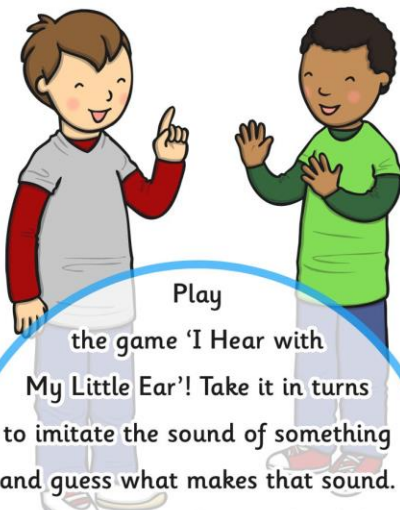 Play
the game ‘I Hear with
My Little Ear’! Take it in turns
to imitate the sound of something
and guess what makes that sound.